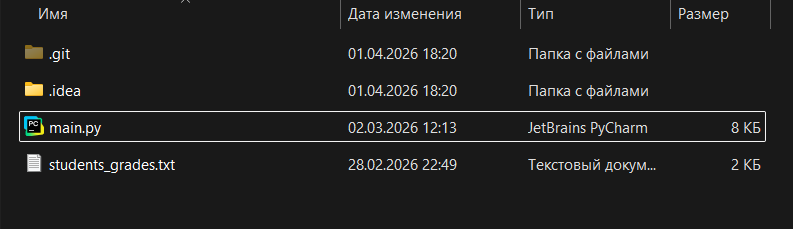 Имя Дата изменения Тип Размер
.git 01.04.2026 18:20 Папка с файлами
.idea 01.04.2026 18:20 Папка с файлами
PC main.py 02.03.2026 12:13 JetBrains PyCharm 8 КБ
students_grades.txt 28.02.2026 22:49 Текстовый докум... 2 КБ